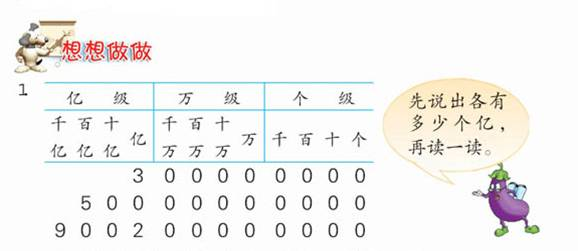 想想做做
1
亿 级 万 级 个 级
千 百 十 千 百 十
亿 万 千 百 十 个
亿 亿 亿 万 万 万
3 0 0 0 0 0 0 0 0
5 0 0 0 0 0 0 0 0 0 0
9 0 0 2 0 0 0 0 0 0 0 0
先说出各有
多少个亿，
再读一读。